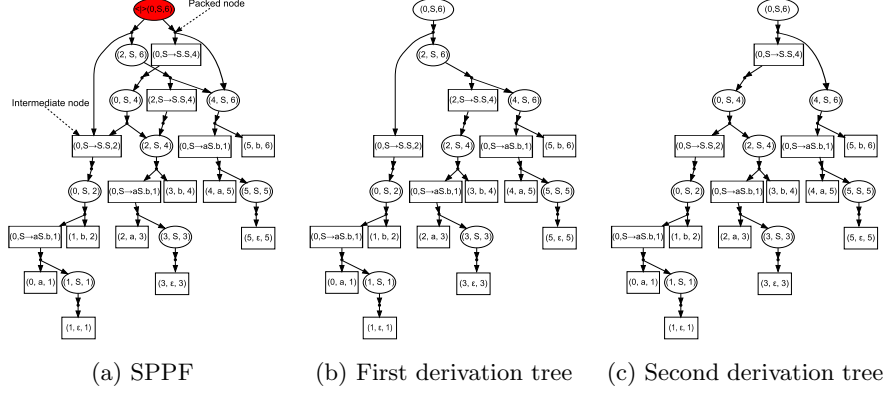 <|>(0,S,6)
Packed node
(2, S, 6)
(0,S→S.S,4)
Intermediate node
(0, S, 4)
(2,S→S.S,4)
(4, S, 6)
(0,S→S.S,2)
(2, S, 4)
(0,S→aS.b,1)
(5, b, 6)
(0, S, 2)
(0,S→aS.b,1)
(3, b, 4)
(4, a, 5)
(5, S, 5)
(0,S→aS.b,1)
(1, b, 2)
(2, a, 3)
(3, S, 3)
(5, ε, 5)
(0, a, 1)
(1, S, 1)
(3, ε, 3)
(1, ε, 1)
(a) SPPF
(0,S,6)
(2, S, 6)
(2,S→S.S,4)
(4, S, 6)
(0,S→S.S,2)
(2, S, 4)
(0,S→aS.b,1)
(5, b, 6)
(0, S, 2)
(0,S→aS.b,1)
(3, b, 4)
(4, a, 5)
(5, S, 5)
(0,S→aS.b,1)
(1, b, 2)
(2, a, 3)
(3, S, 3)
(5, ε, 5)
(0, a, 1)
(1, S, 1)
(3, ε, 3)
(1, ε, 1)
(b) First derivation tree
(0,S,6)
(0,S→S.S,4)
(0, S, 4)
(4, S, 6)
(0,S→S.S,2)
(2, S, 4)
(0,S→aS.b,1)
(5, b, 6)
(0, S, 2)
(0,S→aS.b,1)
(3, b, 4)
(4, a, 5)
(5, S, 5)
(0,S→aS.b,1)
(1, b, 2)
(2, a, 3)
(3, S, 3)
(5, ε, 5)
(0, a, 1)
(1, S, 1)
(3, ε, 3)
(1, ε, 1)
(c) Second derivation tree